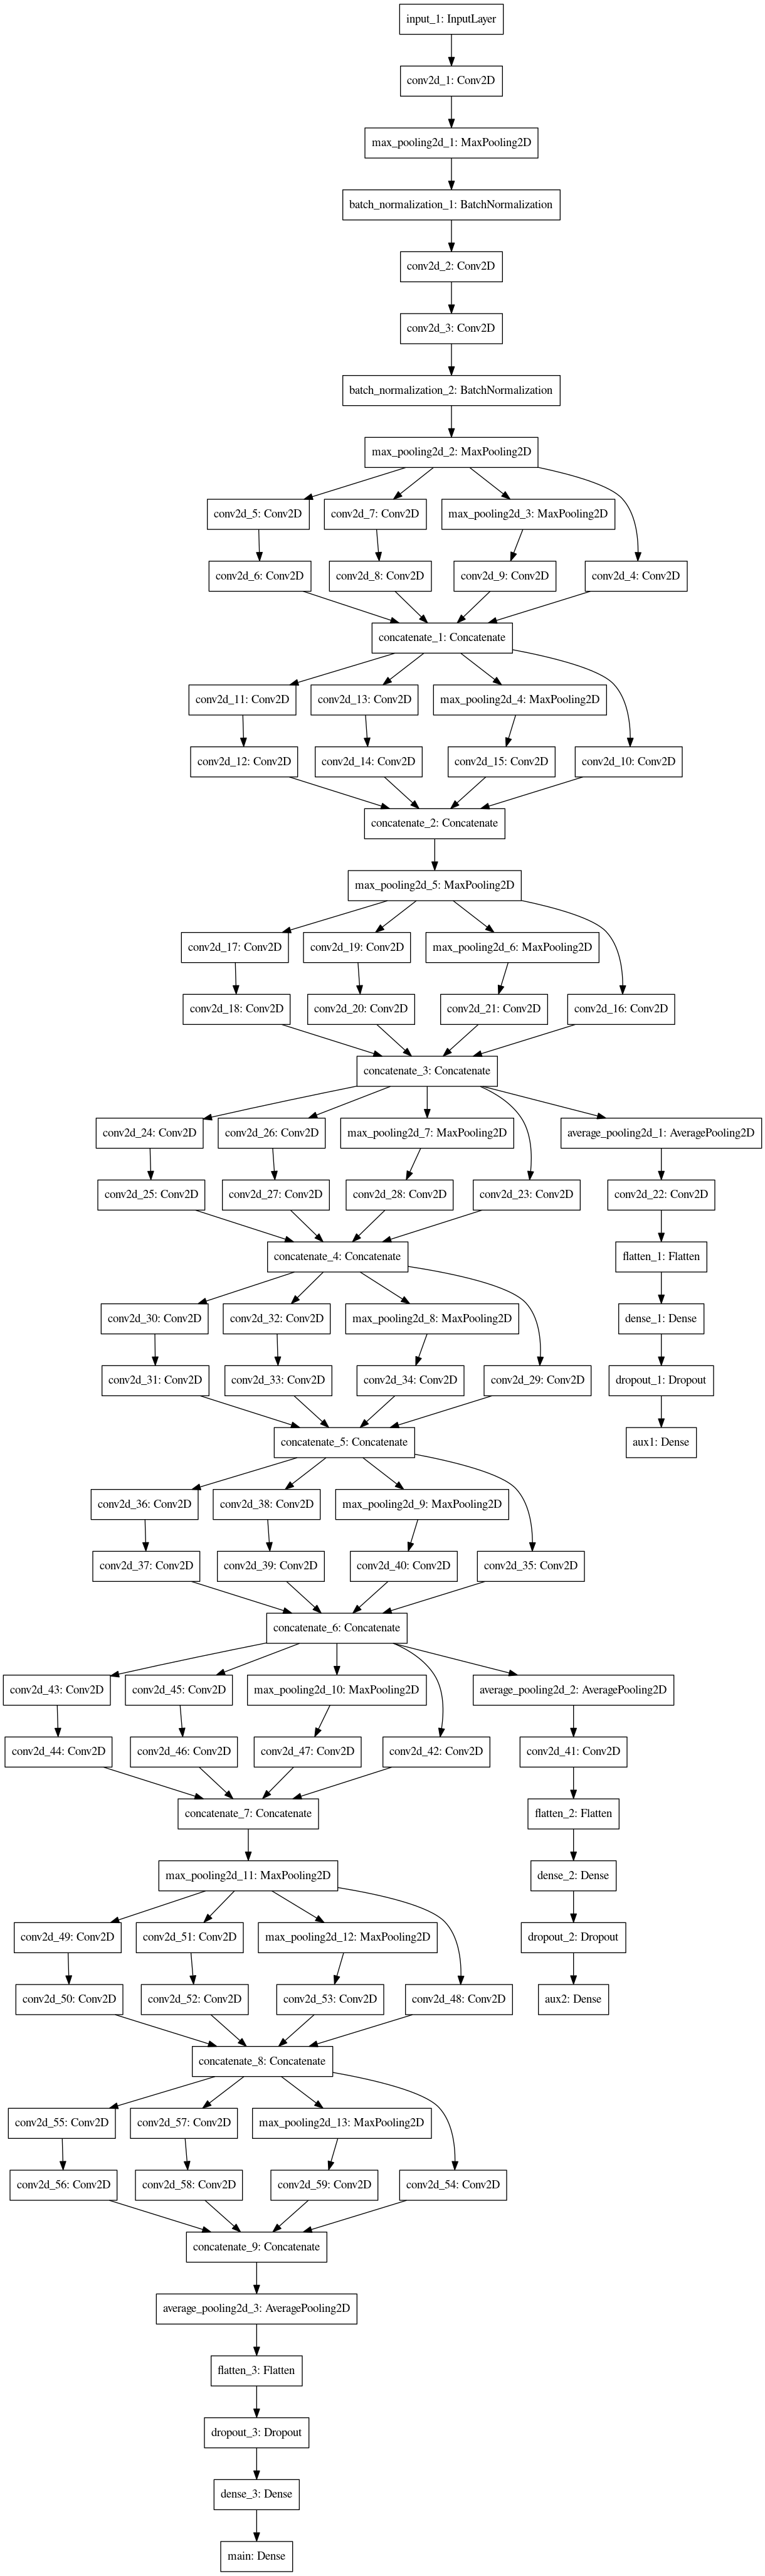 input_1: InputLayer
conv2d_1: Conv2D
max_pooling2d_1: MaxPooling2D
batch_normalization_1: BatchNormalization
conv2d_2: Conv2D
conv2d_3: Conv2D
batch_normalization_2: BatchNormalization
max_pooling2d_2: MaxPooling2D
conv2d_5: Conv2D
conv2d_7: Conv2D
max_pooling2d_3: MaxPooling2D
conv2d_6: Conv2D
conv2d_8: Conv2D
conv2d_9: Conv2D
conv2d_4: Conv2D
concatenate_1: Concatenate
conv2d_11: Conv2D
conv2d_13: Conv2D
max_pooling2d_4: MaxPooling2D
conv2d_12: Conv2D
conv2d_14: Conv2D
conv2d_15: Conv2D
conv2d_10: Conv2D
concatenate_2: Concatenate
max_pooling2d_5: MaxPooling2D
conv2d_17: Conv2D
conv2d_19: Conv2D
max_pooling2d_6: MaxPooling2D
conv2d_18: Conv2D
conv2d_20: Conv2D
conv2d_21: Conv2D
conv2d_16: Conv2D
concatenate_3: Concatenate
conv2d_24: Conv2D
conv2d_26: Conv2D
max_pooling2d_7: MaxPooling2D
average_pooling2d_1: AveragePooling2D
conv2d_25: Conv2D
conv2d_27: Conv2D
conv2d_28: Conv2D
conv2d_23: Conv2D
conv2d_22: Conv2D
concatenate_4: Concatenate
flatten_1: Flatten
conv2d_30: Conv2D
conv2d_32: Conv2D
max_pooling2d_8: MaxPooling2D
dense_1: Dense
conv2d_31: Conv2D
conv2d_33: Conv2D
conv2d_34: Conv2D
conv2d_29: Conv2D
dropout_1: Dropout
concatenate_5: Concatenate
aux1: Dense
conv2d_36: Conv2D
conv2d_38: Conv2D
max_pooling2d_9: MaxPooling2D
conv2d_37: Conv2D
conv2d_39: Conv2D
conv2d_40: Conv2D
conv2d_35: Conv2D
concatenate_6: Concatenate
conv2d_43: Conv2D
conv2d_45: Conv2D
max_pooling2d_10: MaxPooling2D
average_pooling2d_2: AveragePooling2D
conv2d_44: Conv2D
conv2d_46: Conv2D
conv2d_47: Conv2D
conv2d_42: Conv2D
conv2d_41: Conv2D
concatenate_7: Concatenate
flatten_2: Flatten
max_pooling2d_11: MaxPooling2D
dense_2: Dense
conv2d_49: Conv2D
conv2d_51: Conv2D
max_pooling2d_12: MaxPooling2D
dropout_2: Dropout
conv2d_50: Conv2D
conv2d_52: Conv2D
conv2d_53: Conv2D
conv2d_48: Conv2D
aux2: Dense
concatenate_8: Concatenate
conv2d_55: Conv2D
conv2d_57: Conv2D
max_pooling2d_13: MaxPooling2D
conv2d_56: Conv2D
conv2d_58: Conv2D
conv2d_59: Conv2D
conv2d_54: Conv2D
concatenate_9: Concatenate
average_pooling2d_3: AveragePooling2D
flatten_3: Flatten
dropout_3: Dropout
dense_3: Dense
main: Dense